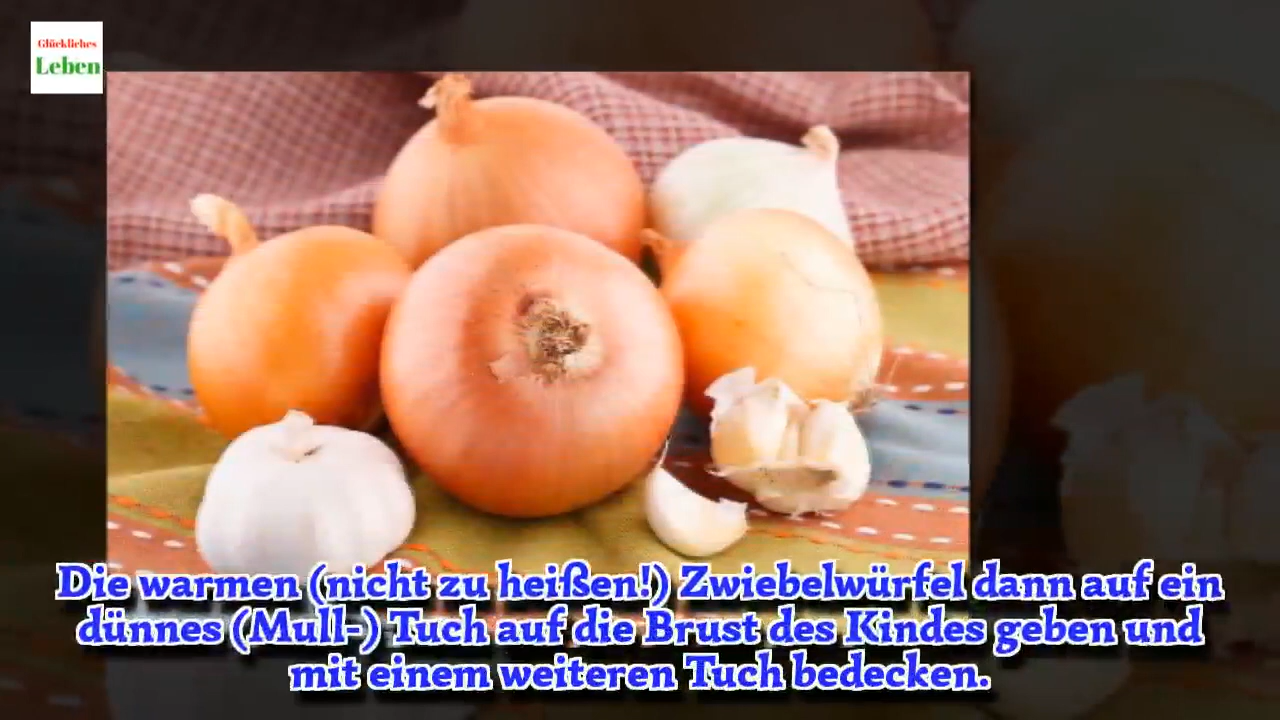 Glückliches
Leben
Die warmen (nicht zu heißen!) Zwiebelwürfel dann auf ein
dünnes (Mull-) Tuch auf die Brust des Kindes geben und
mit einem weiteren Tuch bedecken.